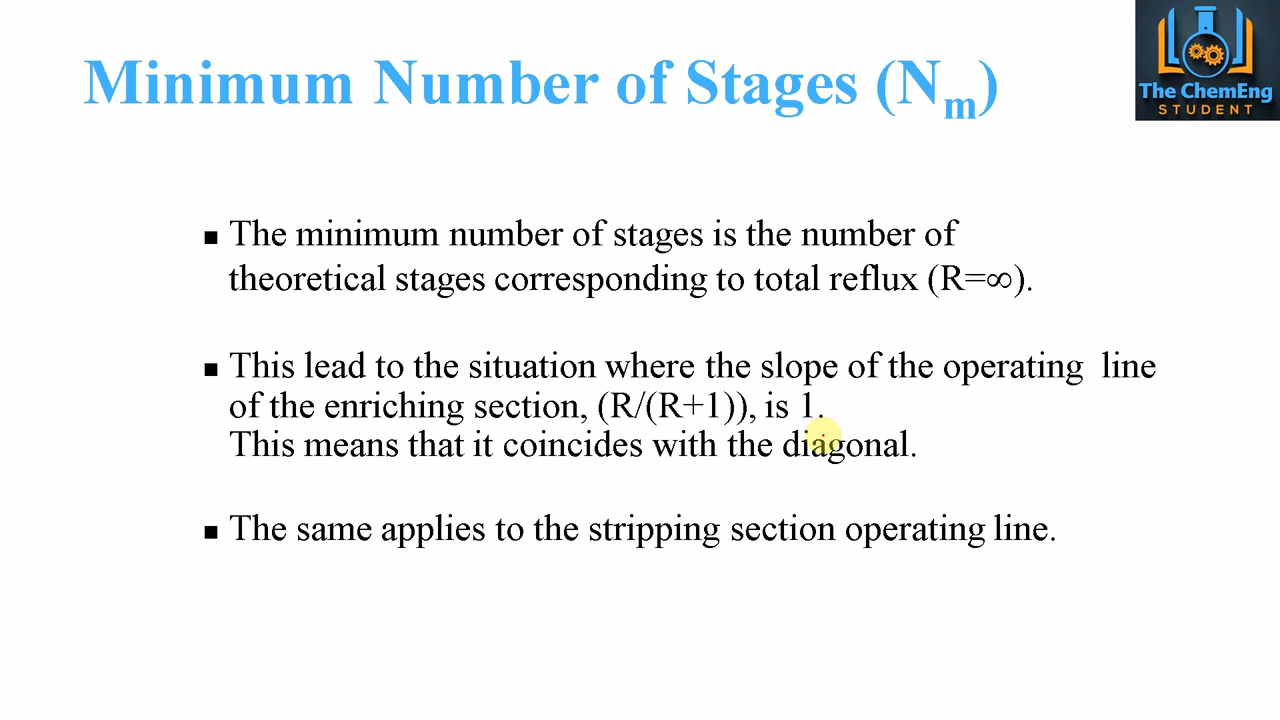 Minimum Number of Stages (Nm)
The ChemEng
STUDENT
▪ The minimum number of stages is the number of
theoretical stages corresponding to total reflux (R=∞).
▪ This lead to the situation where the slope of the operating line
of the enriching section, (R/(R+1)), is 1.
This means that it coincides with the diagonal.
▪ The same applies to the stripping section operating line.